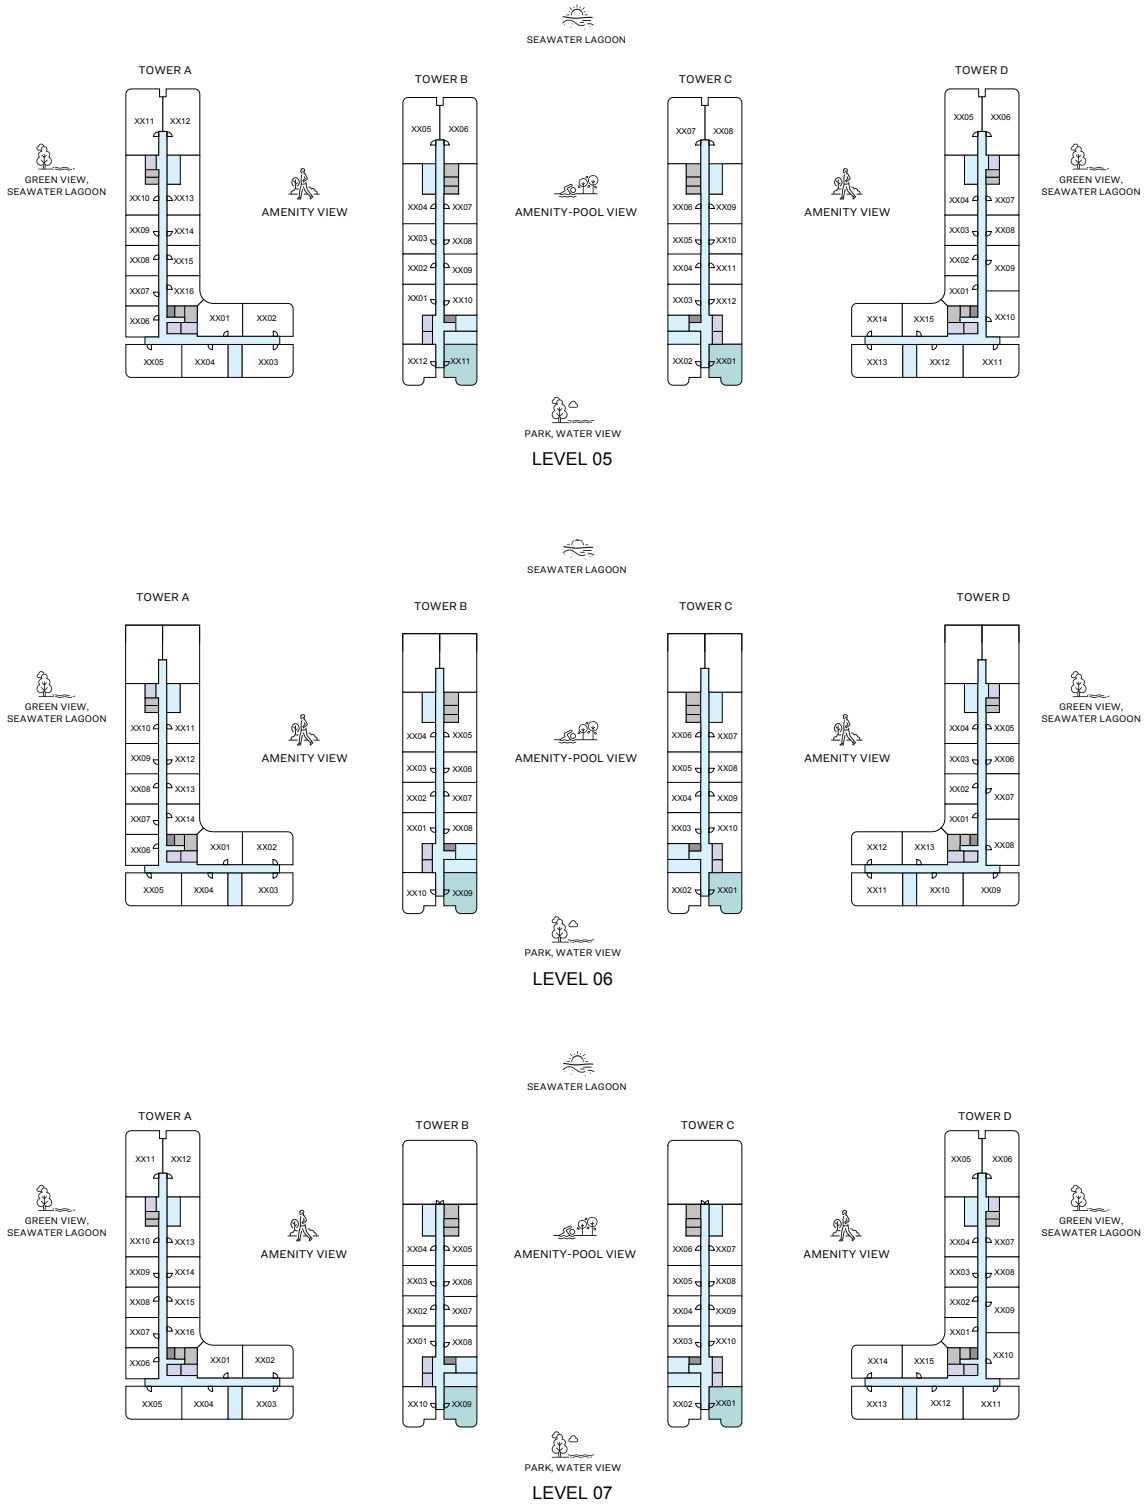 SEAWATER LAGOON
TOWER A
TOWER B
TOWER C
TOWER D
XX11 XX12
XX05 XX06
XX07 XX08
XX05 XX06
GREEN VIEW,
SEAWATER LAGOON
AMENITY VIEW
AMENITY-POOL VIEW
AMENITY VIEW
GREEN VIEW,
SEAWATER LAGOON
XX10 XX13
XX04 XX07
XX06 XX09
XX04 XX07
XX09 XX14
XX03 XX08
XX05 XX10
XX03 XX08
XX08 XX15
XX02 XX09
XX04 XX11
XX02 XX09
XX07 XX16
XX01 XX10
XX03 XX12
XX01
XX06 XX01 XX02
XX14 XX15 XX10
XX05 XX04 XX03
XX12 XX11
XX02 XX01
XX13 XX12 XX11
PARK, WATER VIEW
LEVEL 05
SEAWATER LAGOON
TOWER A
TOWER B
TOWER C
TOWER D
GREEN VIEW,
SEAWATER LAGOON
AMENITY VIEW
AMENITY-POOL VIEW
AMENITY VIEW
GREEN VIEW,
SEAWATER LAGOON
XX10 XX11
XX04 XX05
XX06 XX07
XX04 XX05
XX09 XX12
XX03 XX06
XX05 XX08
XX03 XX06
XX08 XX13
XX02 XX07
XX04 XX09
XX02 XX07
XX07 XX14
XX01 XX08
XX03 XX10
XX01
XX06 XX01 XX02
XX12 XX13 XX08
XX05 XX04 XX03
XX10 XX09
XX02 XX01
XX11 XX10 XX09
PARK, WATER VIEW
LEVEL 06
SEAWATER LAGOON
TOWER A
TOWER B
TOWER C
TOWER D
XX11 XX12
XX05 XX06
GREEN VIEW,
SEAWATER LAGOON
AMENITY VIEW
AMENITY-POOL VIEW
AMENITY VIEW
GREEN VIEW,
SEAWATER LAGOON
XX10 XX13
XX04 XX05
XX06 XX07
XX04 XX07
XX09 XX14
XX03 XX06
XX05 XX08
XX03 XX08
XX08 XX15
XX02 XX07
XX04 XX09
XX02 XX09
XX07 XX16
XX01 XX08
XX03 XX10
XX01
XX06 XX01 XX02
XX14 XX15 XX10
XX05 XX04 XX03
XX10 XX09
XX02 XX01
XX13 XX12 XX11
PARK, WATER VIEW
LEVEL 07